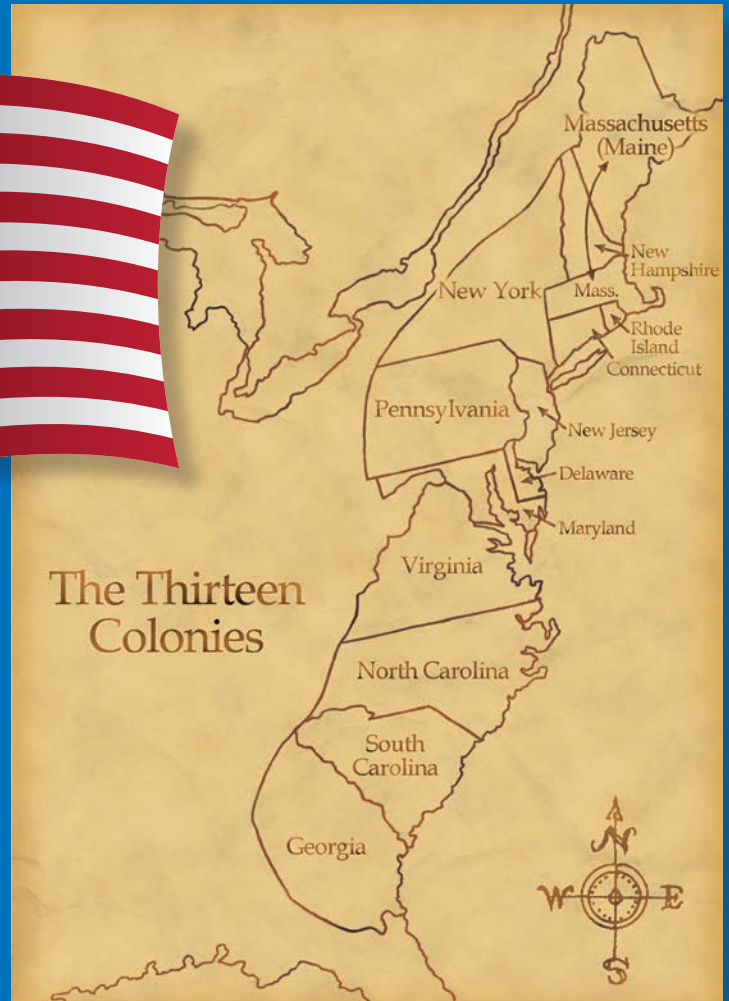 Massachusetts
(Maine)
New
Hampshire
New York
Mass.
Rhode
Island
Connecticut
Pennsylvania
New Jersey
Delaware
Maryland
Virginia
The Thirteen
Colonies
North Carolina
South
Carolina
Georgia
N
W E
S